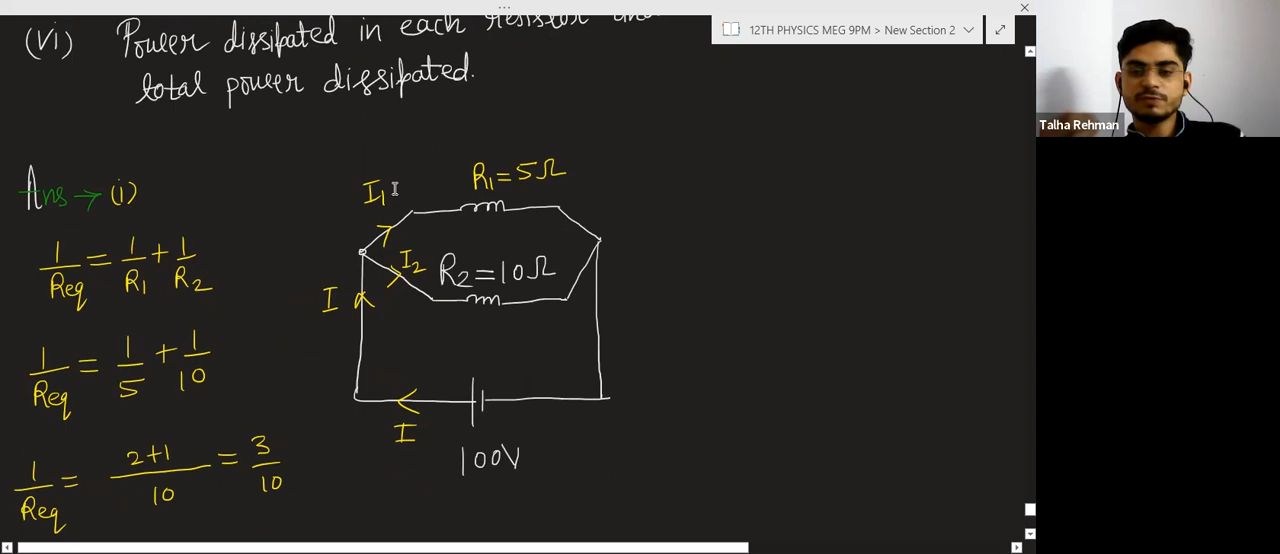 (vi) Power dissipated in each resistor and
total power dissipated.
12TH PHYSICS MEG 9PM > New Section 2
Talha Rehman
Ans → (i)
I1
R1 = 5Ω
1/Req = 1/R1 + 1/R2
I2
R2 = 10Ω
I
1/Req = 1/5 + 1/10
I
100V
1/Req = 2+1/10 = 3/10